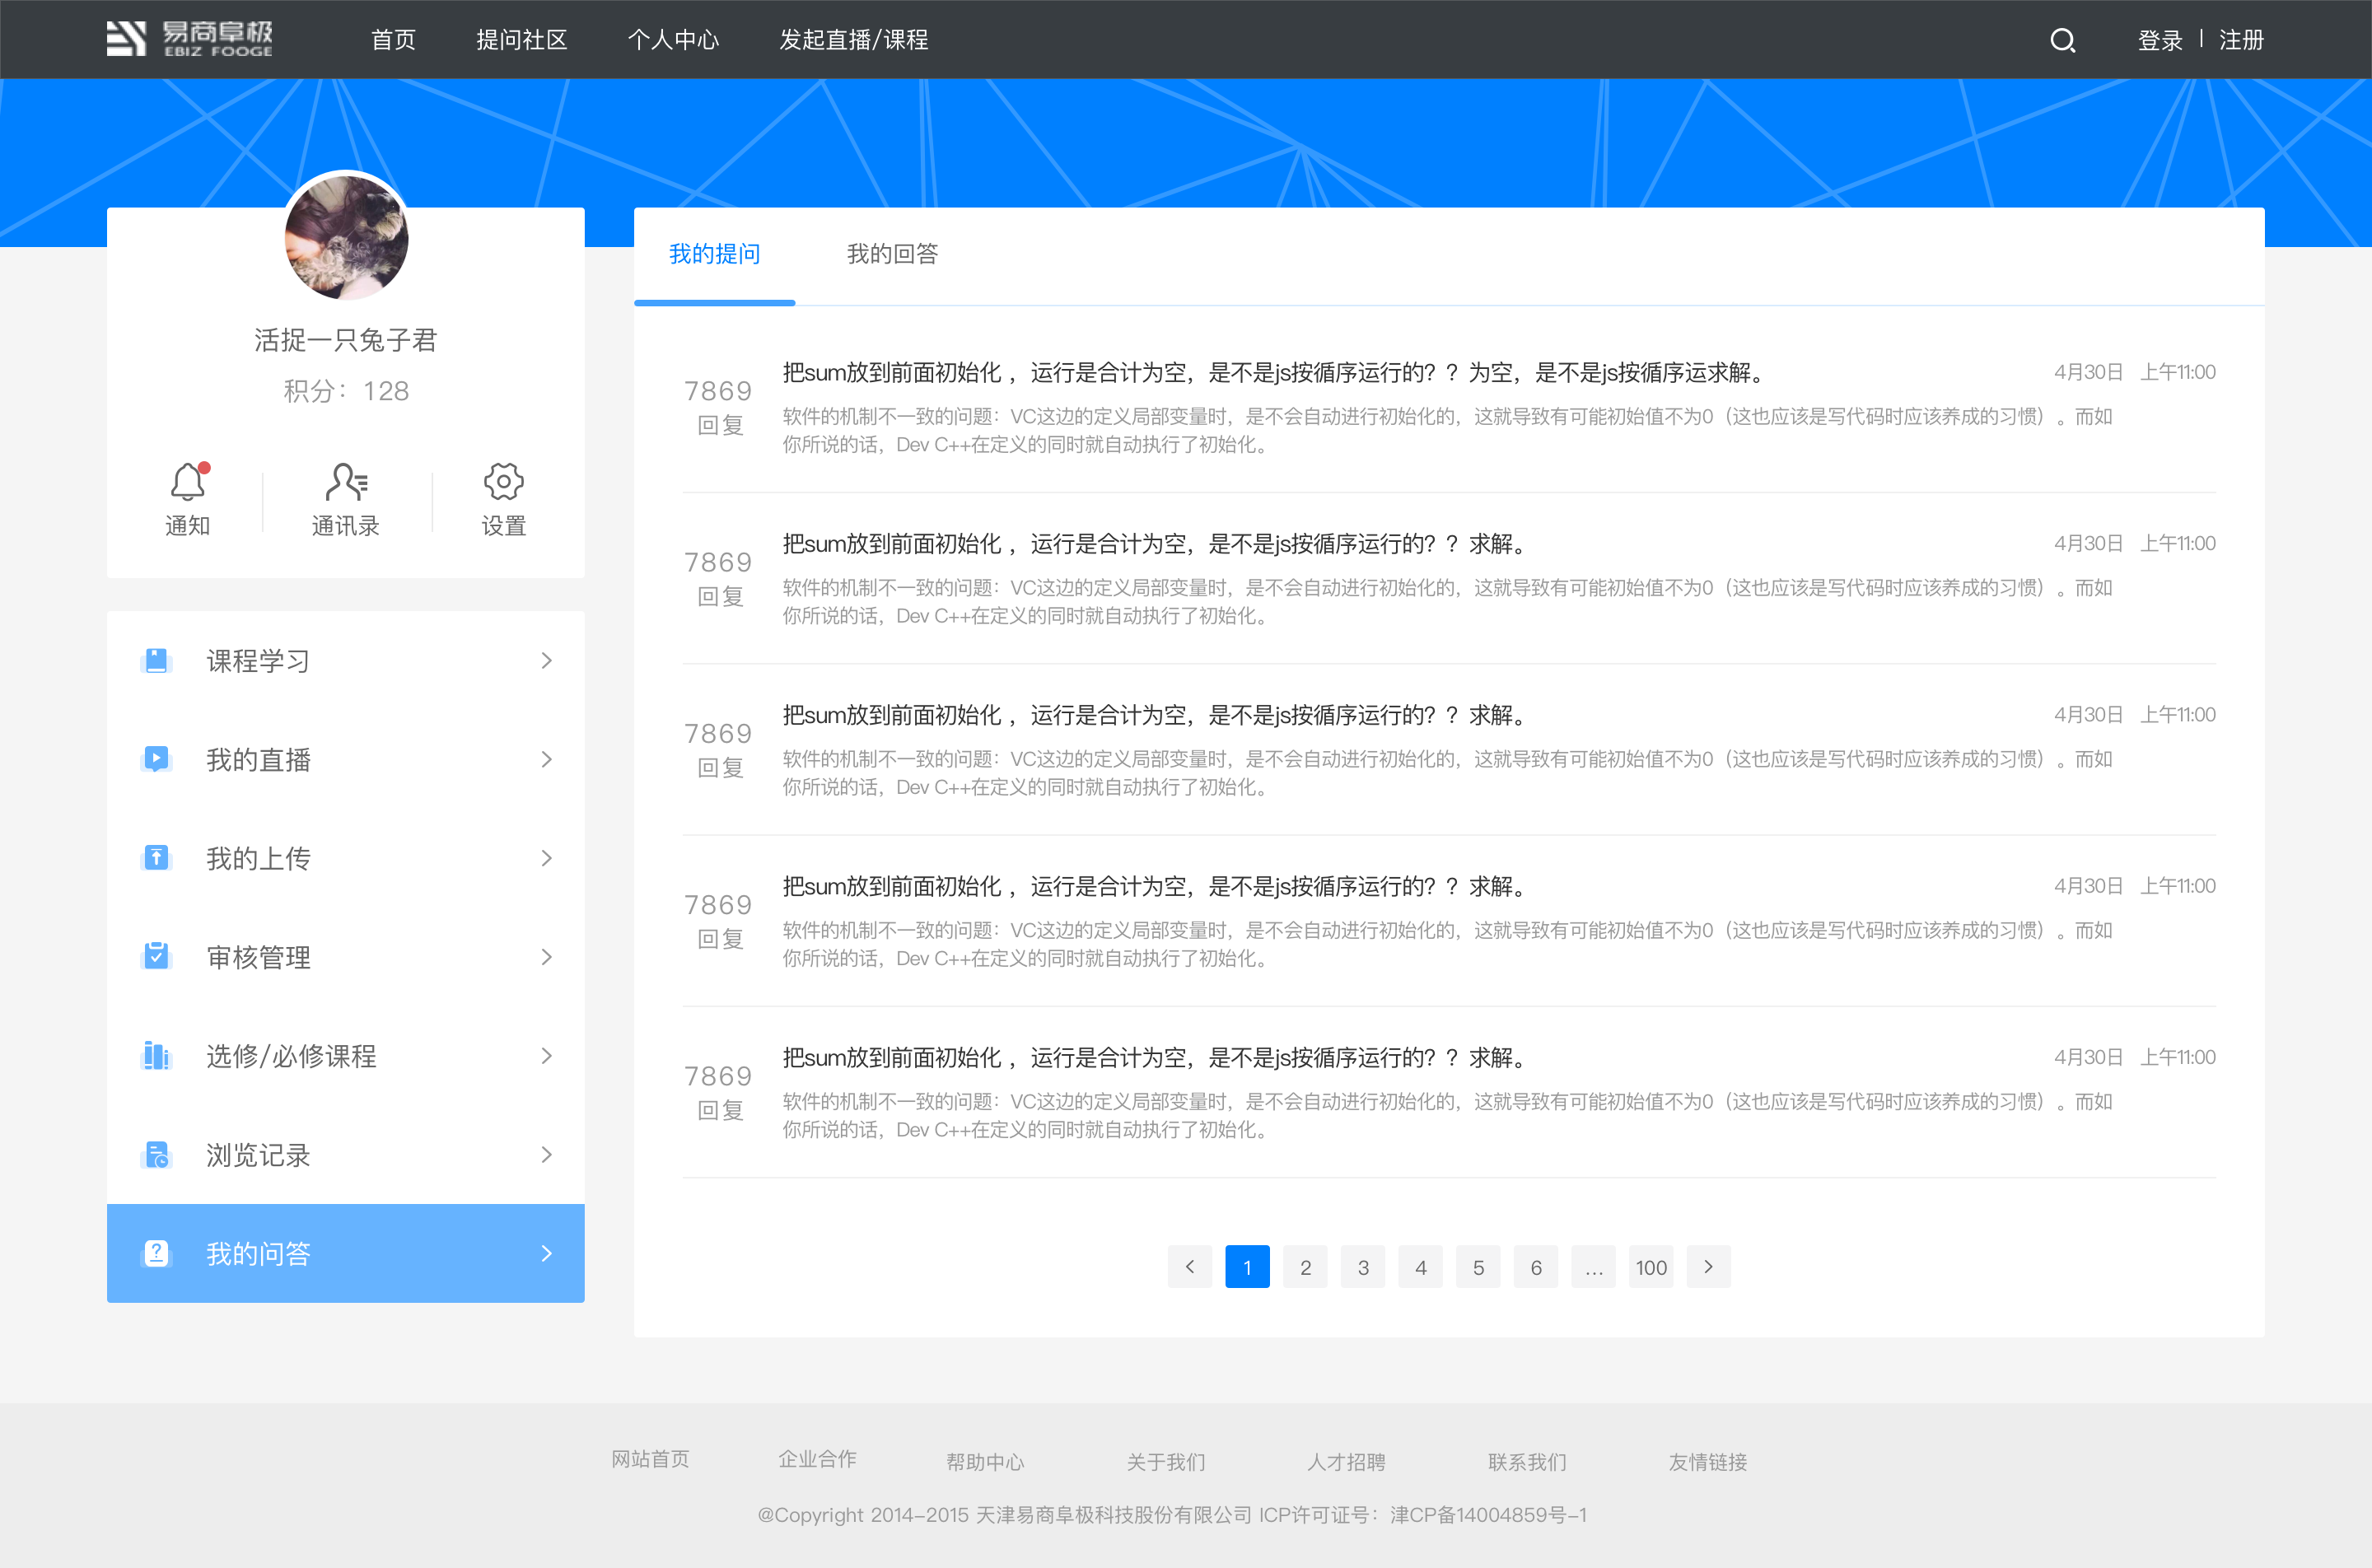 易商阜极
EBIZ FOOGE
首页 提问社区 个人中心 发起直播/课程
登录 注册
活捉一只兔子君
积分：128
通知 通讯录 设置
课程学习
我的直播
我的上传
审核管理
选修/必修课程
浏览记录
我的问答
我的提问 我的回答
7869
回复
把sum放到前面初始化 ，运行是合计为空，是不是js按循序运行的？？为空，是不是js按循序运求解。
4月30日 上午11:00
软件的机制不一致的问题：VC这边的定义局部变量时，是不会自动进行初始化的，这就导致有可能初始值不为0（这也应该是写代码时应该养成的习惯）。而如
你所说的话，Dev C++在定义的同时就自动执行了初始化。
7869
回复
把sum放到前面初始化 ，运行是合计为空，是不是js按循序运行的？？求解。
4月30日 上午11:00
软件的机制不一致的问题：VC这边的定义局部变量时，是不会自动进行初始化的，这就导致有可能初始值不为0（这也应该是写代码时应该养成的习惯）。而如
你所说的话，Dev C++在定义的同时就自动执行了初始化。
7869
回复
把sum放到前面初始化 ，运行是合计为空，是不是js按循序运行的？？求解。
4月30日 上午11:00
软件的机制不一致的问题：VC这边的定义局部变量时，是不会自动进行初始化的，这就导致有可能初始值不为0（这也应该是写代码时应该养成的习惯）。而如
你所说的话，Dev C++在定义的同时就自动执行了初始化。
7869
回复
把sum放到前面初始化 ，运行是合计为空，是不是js按循序运行的？？求解。
4月30日 上午11:00
软件的机制不一致的问题：VC这边的定义局部变量时，是不会自动进行初始化的，这就导致有可能初始值不为0（这也应该是写代码时应该养成的习惯）。而如
你所说的话，Dev C++在定义的同时就自动执行了初始化。
7869
回复
把sum放到前面初始化 ，运行是合计为空，是不是js按循序运行的？？求解。
4月30日 上午11:00
软件的机制不一致的问题：VC这边的定义局部变量时，是不会自动进行初始化的，这就导致有可能初始值不为0（这也应该是写代码时应该养成的习惯）。而如
你所说的话，Dev C++在定义的同时就自动执行了初始化。
1 2 3 4 5 6 … 100
网站首页 企业合作 帮助中心 关于我们 人才招聘 联系我们 友情链接
@Copyright 2014-2015 天津易商阜极科技股份有限公司 ICP许可证号：津CP备14004859号-1